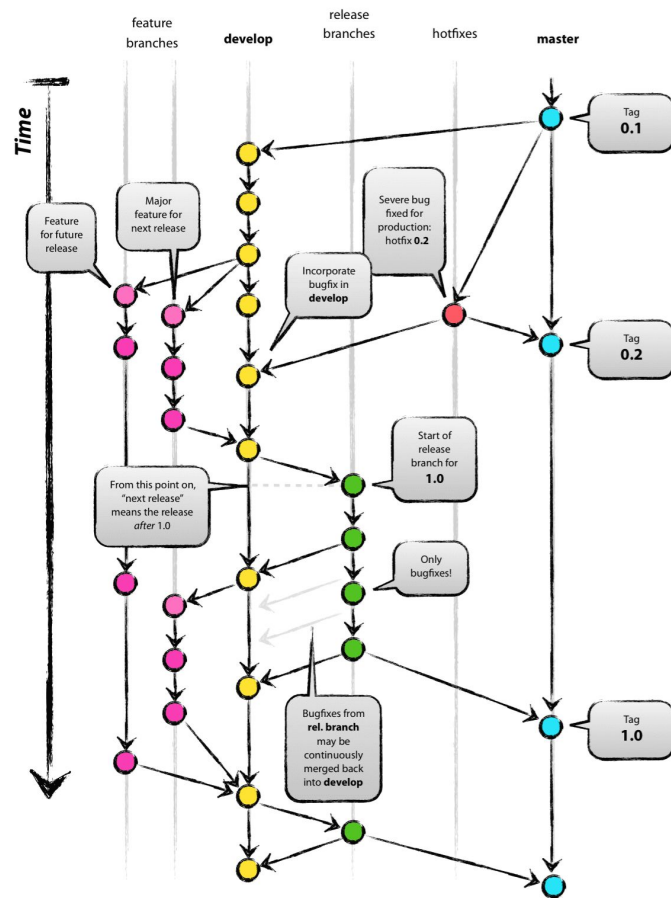 feature
branches
develop
release
branches
hotfixes
master
Time
Tag
0.1
Feature
for future
release
Major
feature for
next release
Severe bug
fixed for
production:
hotfix 0.2
Incorporate
bugfix in
develop
Tag
0.2
Start of
release
branch for
1.0
From this point on,
“next release”
means the release
after 1.0
Only
bugfixes!
Bugfixes from
rel. branch
may be
continuously
merged back
into develop
Tag
1.0